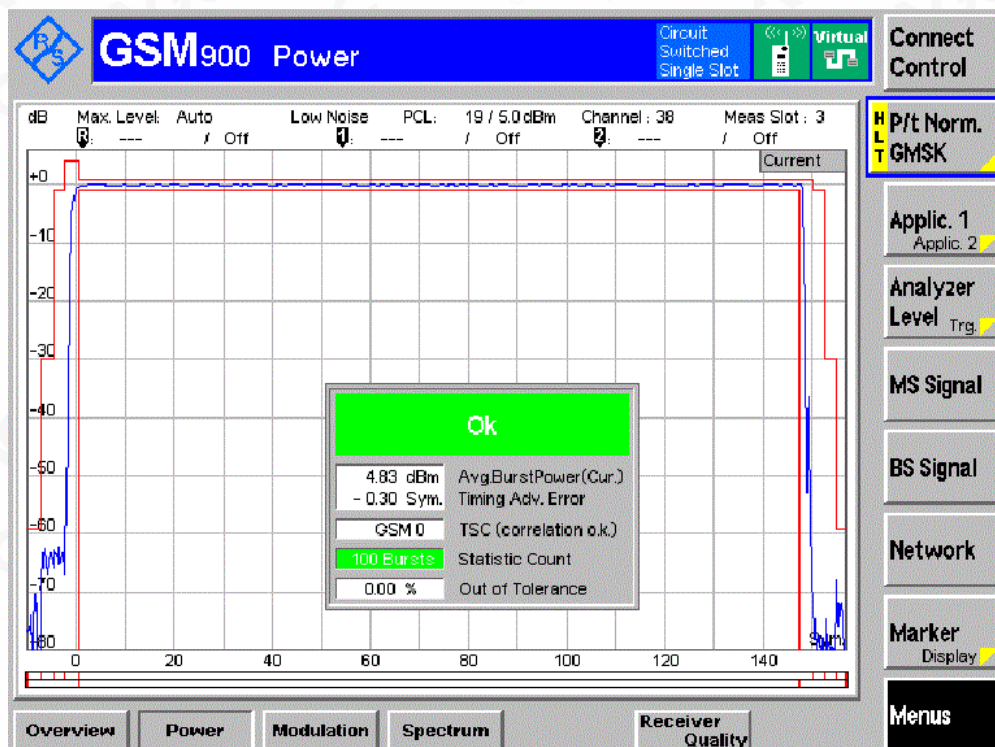 R/S
GSM900 Power
Circuit
Switched
Single Slot
Virtual
Connect
Control
dB Max. Level: Auto Low Noise PCL: 19 / 5.0 dBm Channel : 38 Meas Slot : 3
R: --- / Off 1: --- / Off 2: --- / Off
Current
H
L
T
P/t Norm.
GMSK
Applic. 1
Applic. 2
Analyzer
Level Trg.
MS Signal
BS Signal
Network
Marker
Display
Menus
+0
-10
-20
-30
-40
-50
-60
-70
-80
Ok
4.83 dBm Avg.BurstPower(Cur.)
- 0.30 Sym. Timing Adv. Error
GSM 0 TSC (correlation o.k.)
100 Bursts Statistic Count
0.00 % Out of Tolerance
Sym.
0 20 40 60 80 100 120 140
Overview Power Modulation Spectrum Receiver
Quality